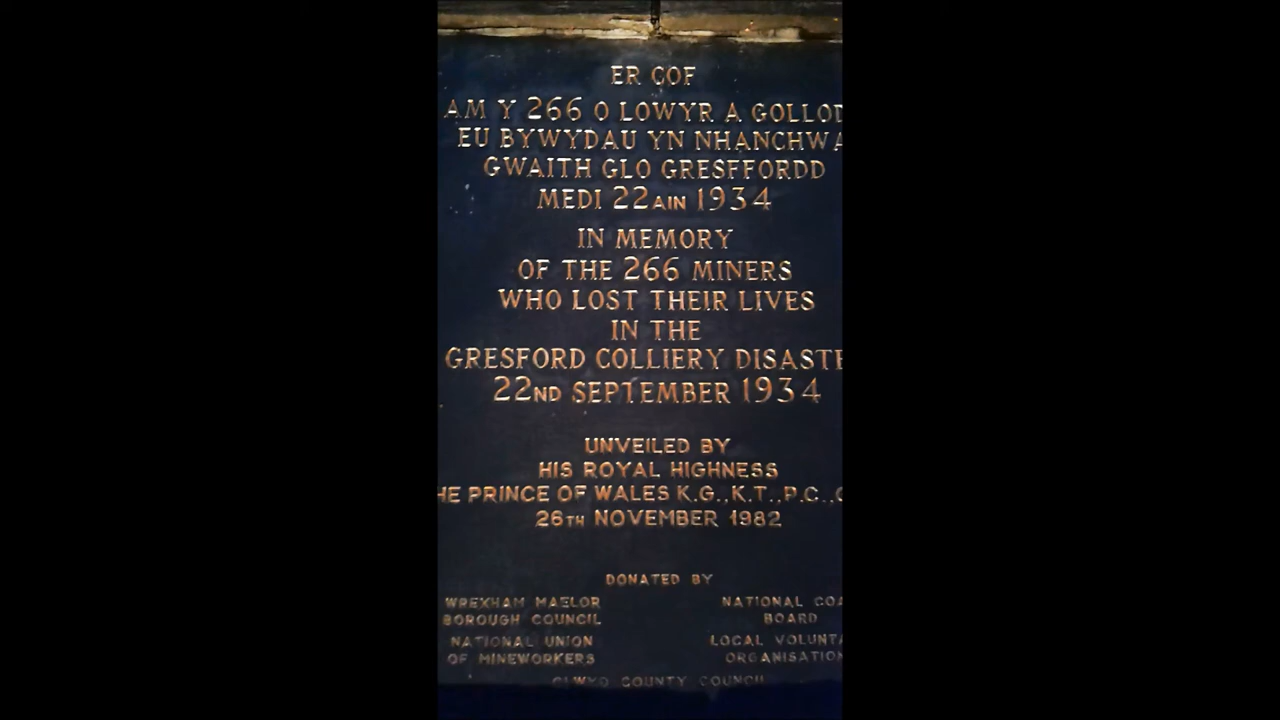 ER COF
AM Y 266 O LOWYR A GOLLOD
EU BYWYDAU YN NHANCHWA
GWAITH GLO GRESFFORDD
MEDI 22AIN 1934
IN MEMORY
OF THE 266 MINERS
WHO LOST THEIR LIVES
IN THE
GRESFORD COLLIERY DISASTE
22ND SEPTEMBER 1934
UNVEILED BY
HIS ROYAL HIGHNESS
HE PRINCE OF WALES K.G., K.T., P.C.,
26TH NOVEMBER 1982
DONATED BY
WREXHAM MAELOR NATIONAL COA
BOROUGH COUNCIL BOARD
NATIONAL UNION LOCAL VOLUNTA
OF MINEWORKERS ORGANISATION
CLWYD COUNTY COUNCIL